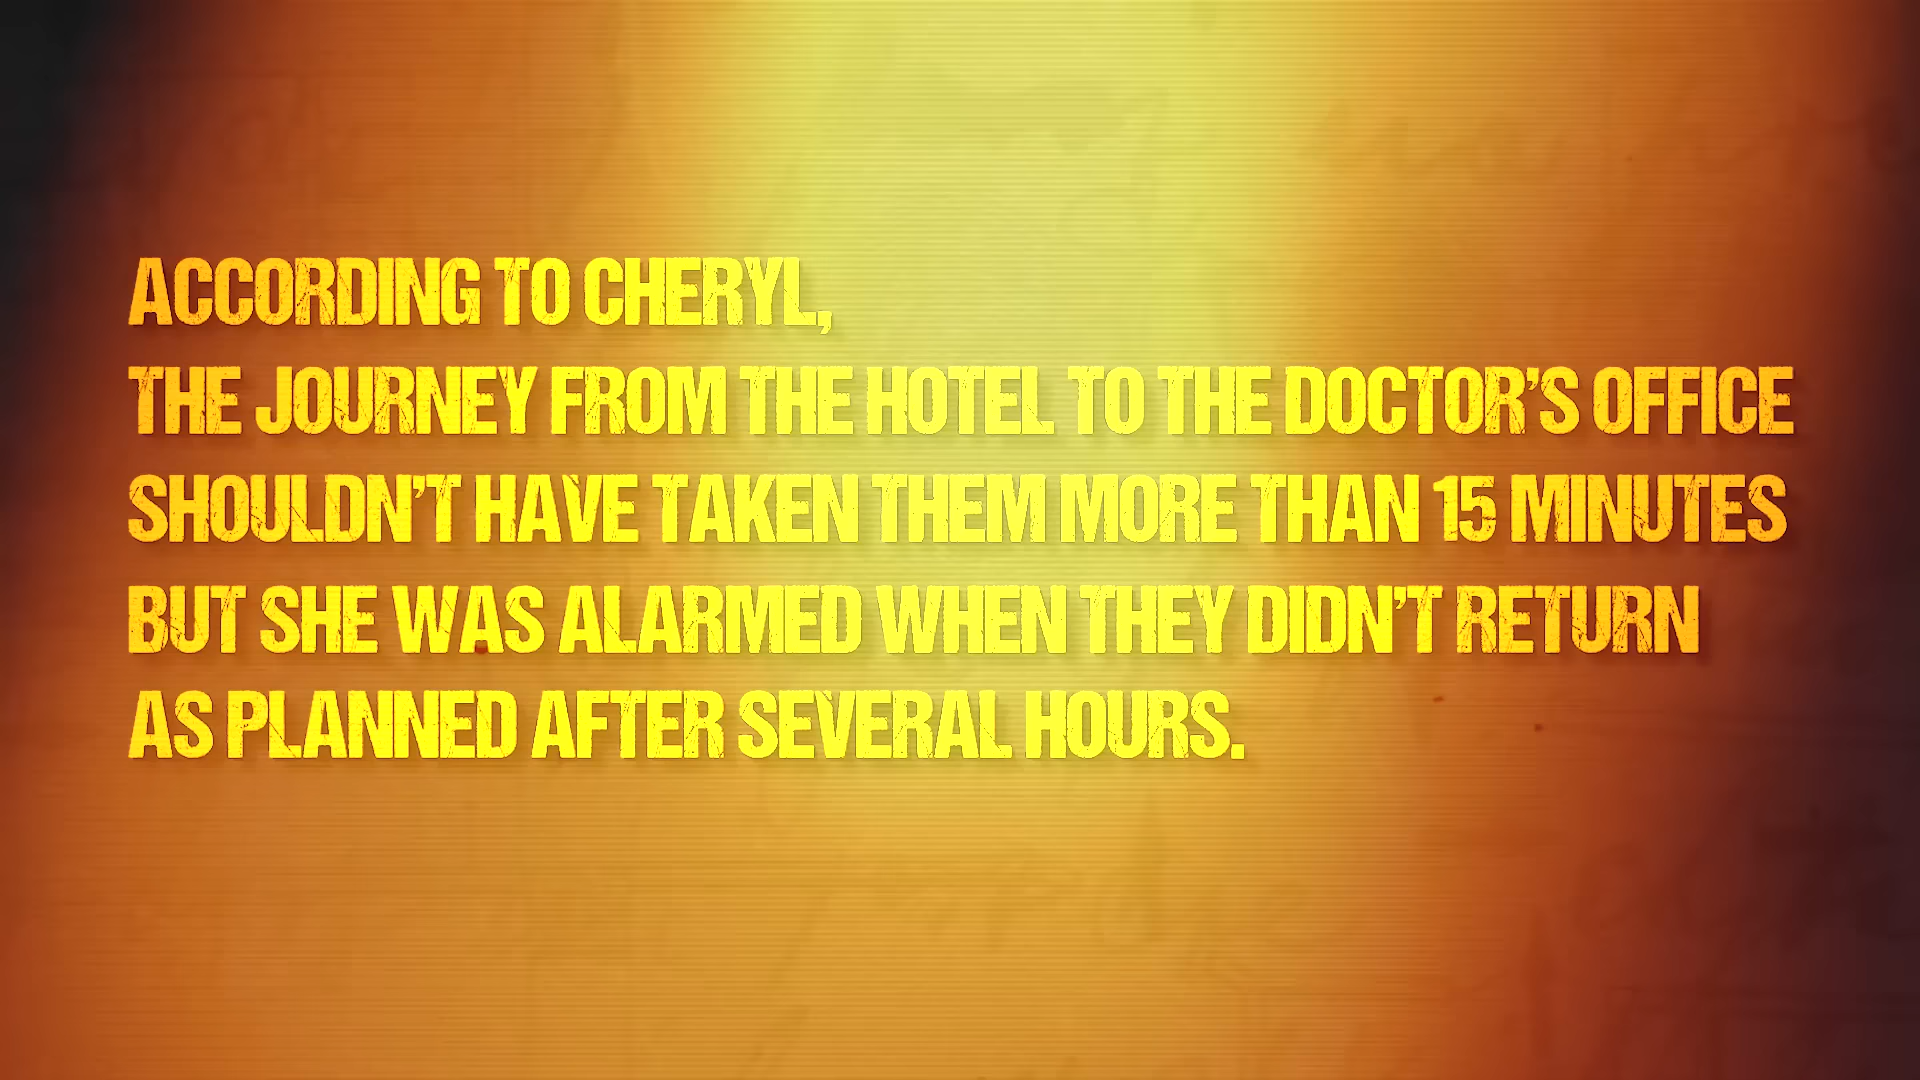 ACCORDING TO CHERYL,
THE JOURNEY FROM THE HOTEL TO THE DOCTOR’S OFFICE
SHOULDN’T HAVE TAKEN THEM MORE THAN 15 MINUTES
BUT SHE WAS ALARMED WHEN THEY DIDN’T RETURN
AS PLANNED AFTER SEVERAL HOURS.